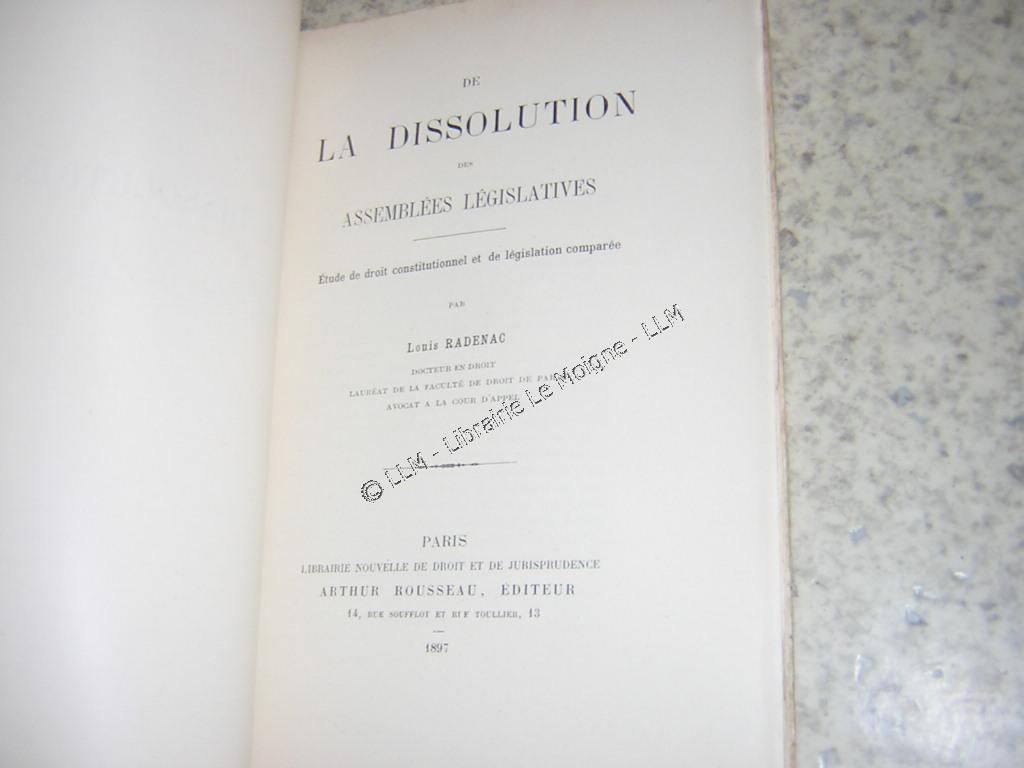 DE
LA DISSOLUTION
DES
ASSEMBLÉES LÉGISLATIVES
Étude de droit constitutionnel et de législation comparée
PAR
Louis RADENAC
DOCTEUR EN DROIT
LAURÉAT DE LA FACULTÉ DE DROIT DE PARIS
AVOCAT A LA COUR D'APPEL
© LLM - Librairie Le Moigne - LLM
PARIS
LIBRAIRIE NOUVELLE DE DROIT ET DE JURISPRUDENCE
ARTHUR ROUSSEAU, ÉDITEUR
14, RUE SOUFFLOT ET RUE TOULLIER, 13
1897